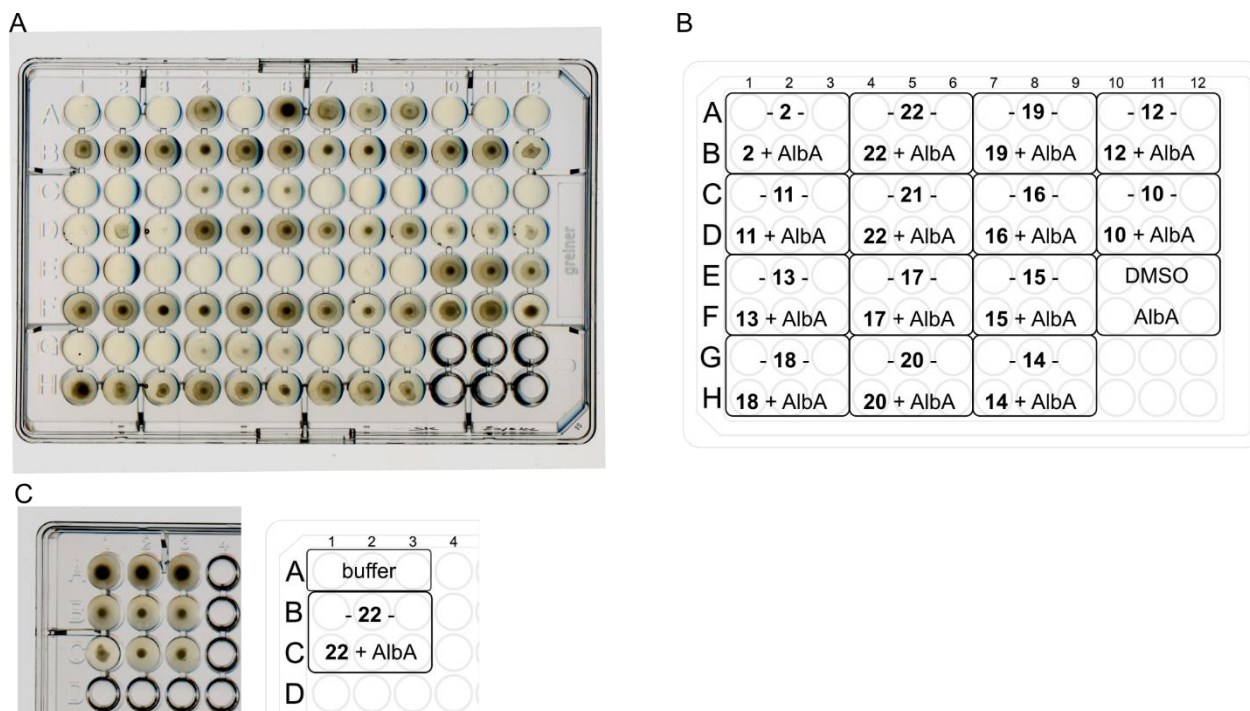 A
B
1 2 3 4 5 6 7 8 9 10 11 12
1 2 3 4 5 6 7 8 9 10 11 12
A
A - 2 - - 22 - - 19 - - 12 -
B
B 2 + AlbA 22 + AlbA 19 + AlbA 12 + AlbA
C
C - 11 - - 21 - - 16 - - 10 -
D
D 11 + AlbA 22 + AlbA 16 + AlbA 10 + AlbA
greiner
E
E - 13 - - 17 - - 15 - DMSO
F
F 13 + AlbA 17 + AlbA 15 + AlbA AlbA
G
G - 18 - - 20 - - 14 -
H
H 18 + AlbA 20 + AlbA 14 + AlbA
C
1 2 3 4
1 2 3 4
A
A buffer
B
B - 22 -
C
C 22 + AlbA
D
D